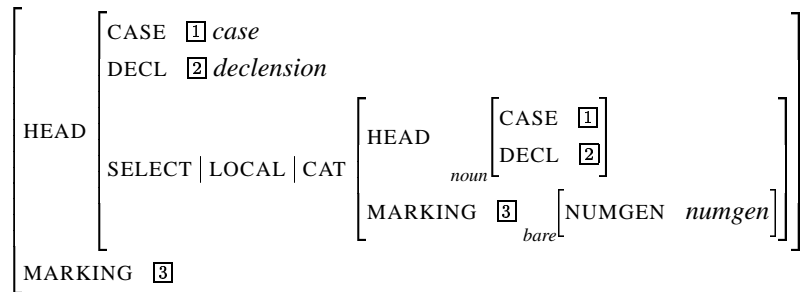 CASE 1 case
DECL 2 declension
HEAD SELECT | LOCAL | CAT HEAD noun CASE 1
DECL 2
MARKING 3 bare NUMGEN numgen
MARKING 3